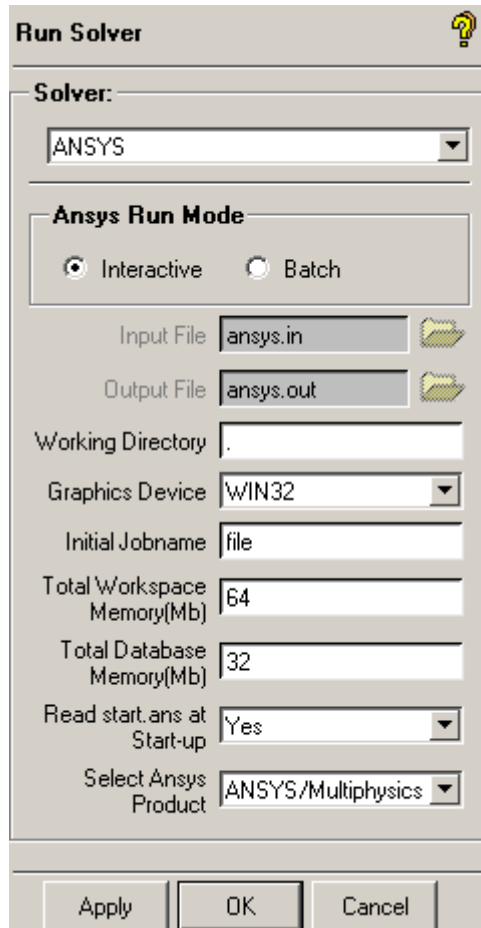 Run Solver
Solver:
ANSYS
Ansys Run Mode
Interactive Batch
Input File ansys.in
Output File ansys.out
Working Directory .
Graphics Device WIN32
Initial Jobname file
Total Workspace
Memory(Mb) 64
Total Database
Memory(Mb) 32
Read start.ans at
Start-up Yes
Select Ansys
Product ANSYS/Multiphysics
Apply OK Cancel